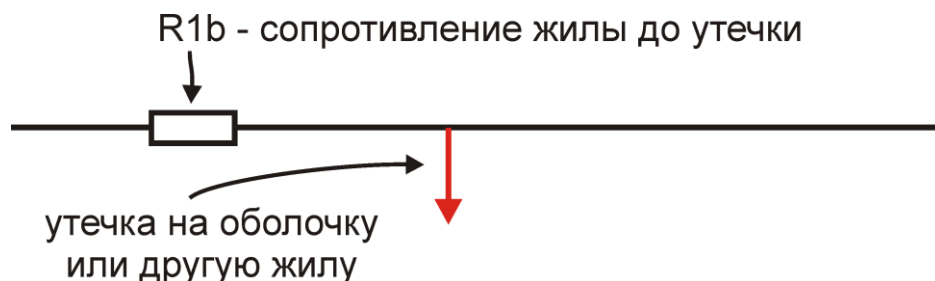 R1b - сопротивление жилы до утечки
утечка на оболочку
или другую жилу